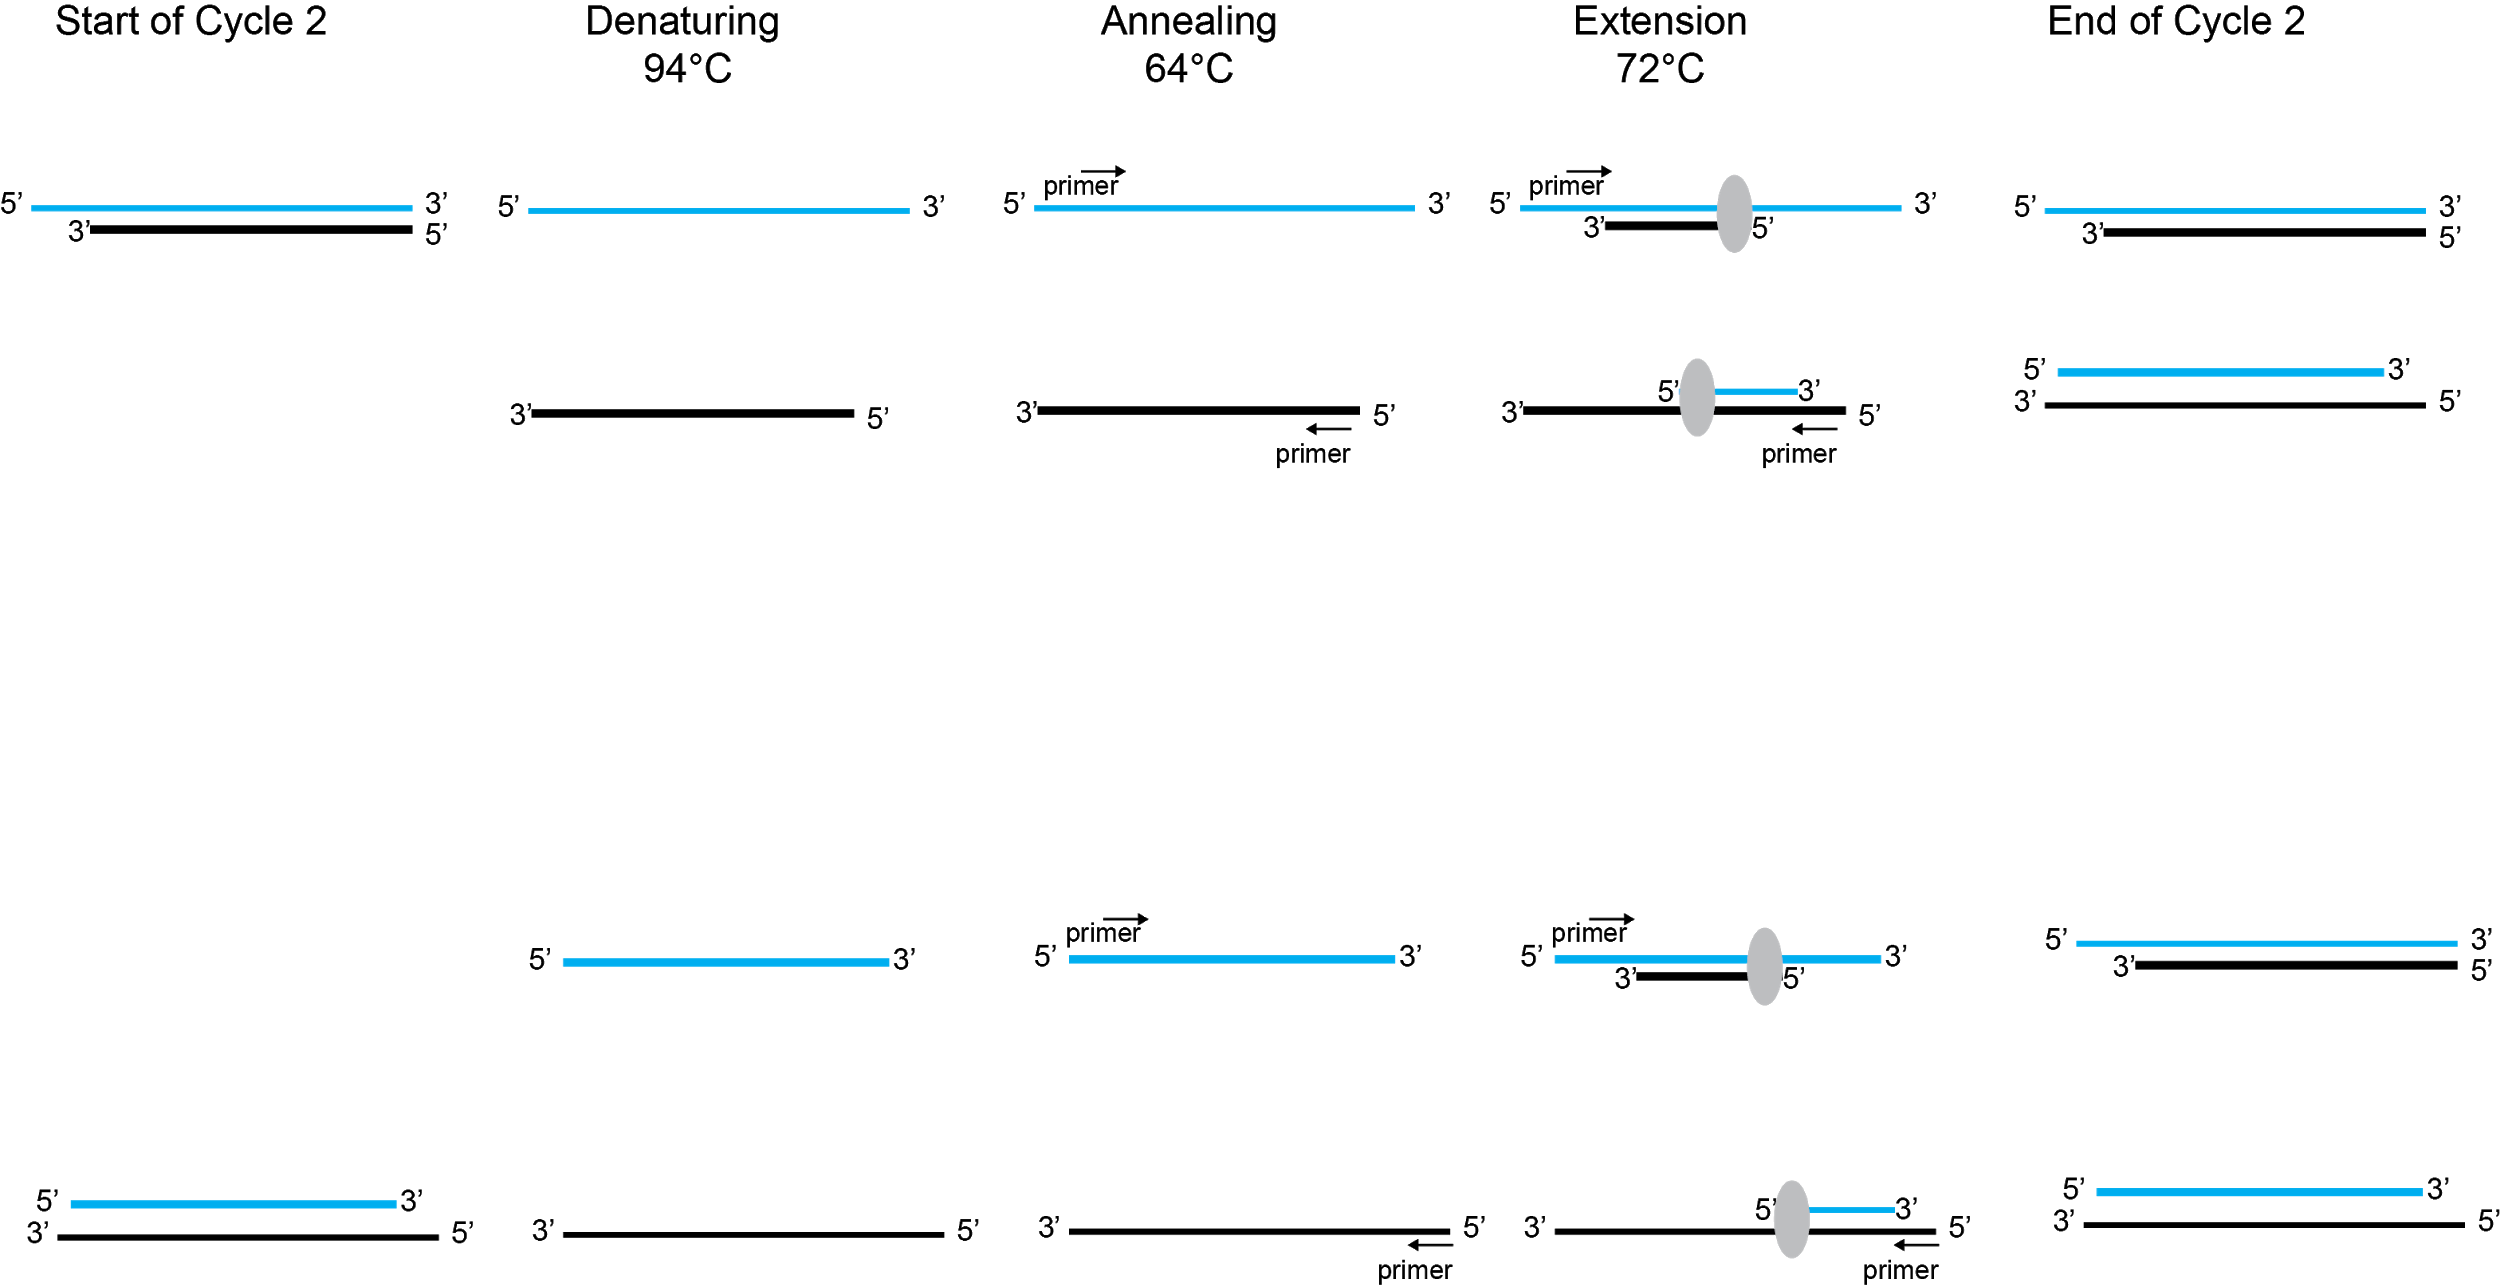 Start of Cycle 2
Denaturing
94°C
Annealing
64°C
Extension
72°C
End of Cycle 2
5’ 3’
3’ 5’
5’ 3’
primer
5’ 3’
primer
5’ 3’
3’ 5’
5’ 3’
3’ 5’
3’ 5’
3’ 5’
primer
5’ 3’
3’ 5’
primer
5’ 3’
3’ 5’
5’ 3’
primer
5’ 3’
primer
5’ 3’
3’ 5’
5’ 3’
3’ 5’
5’ 3’
3’ 5’
3’ 5’
3’ 5’
primer
5’ 3’
3’ 5’
primer
5’ 3’
3’ 5’